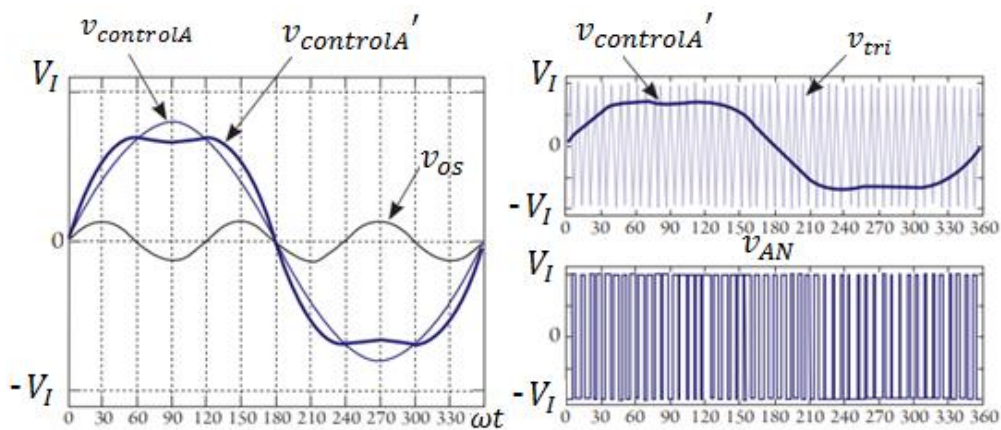 v_controlA v_controlA'
V_I
v_os
0
-V_I
0 30 60 90 120 150 180 210 240 270 300 330 ωt
v_controlA' v_tri
V_I
0
-V_I
0 30 60 90 120 150 180 210 240 270 300 330 360
v_AN
V_I
0
-V_I
0 30 60 90 120 150 180 210 240 270 300 330 360